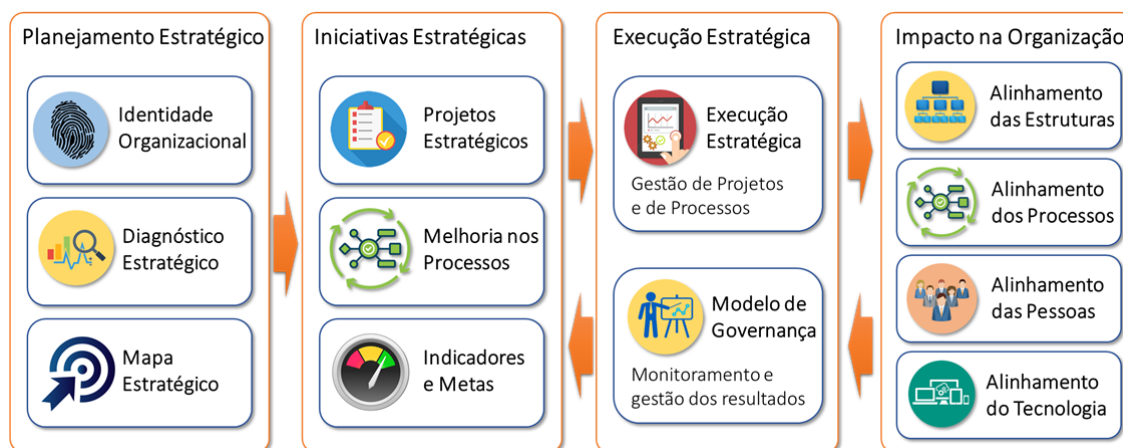 Planejamento Estratégico
Identidade
Organizacional
Diagnóstico
Estratégico
Mapa
Estratégico
Iniciativas Estratégicas
Projetos
Estratégicos
Melhoria nos
Processos
Indicadores
e Metas
Execução Estratégica
Execução
Estratégica
Gestão de Projetos
e de Processos
Modelo de
Governança
Monitoramento e
gestão dos resultados
Impacto na Organização
Alinhamento
das Estruturas
Alinhamento
dos Processos
Alinhamento
das Pessoas
Alinhamento
do Tecnologia